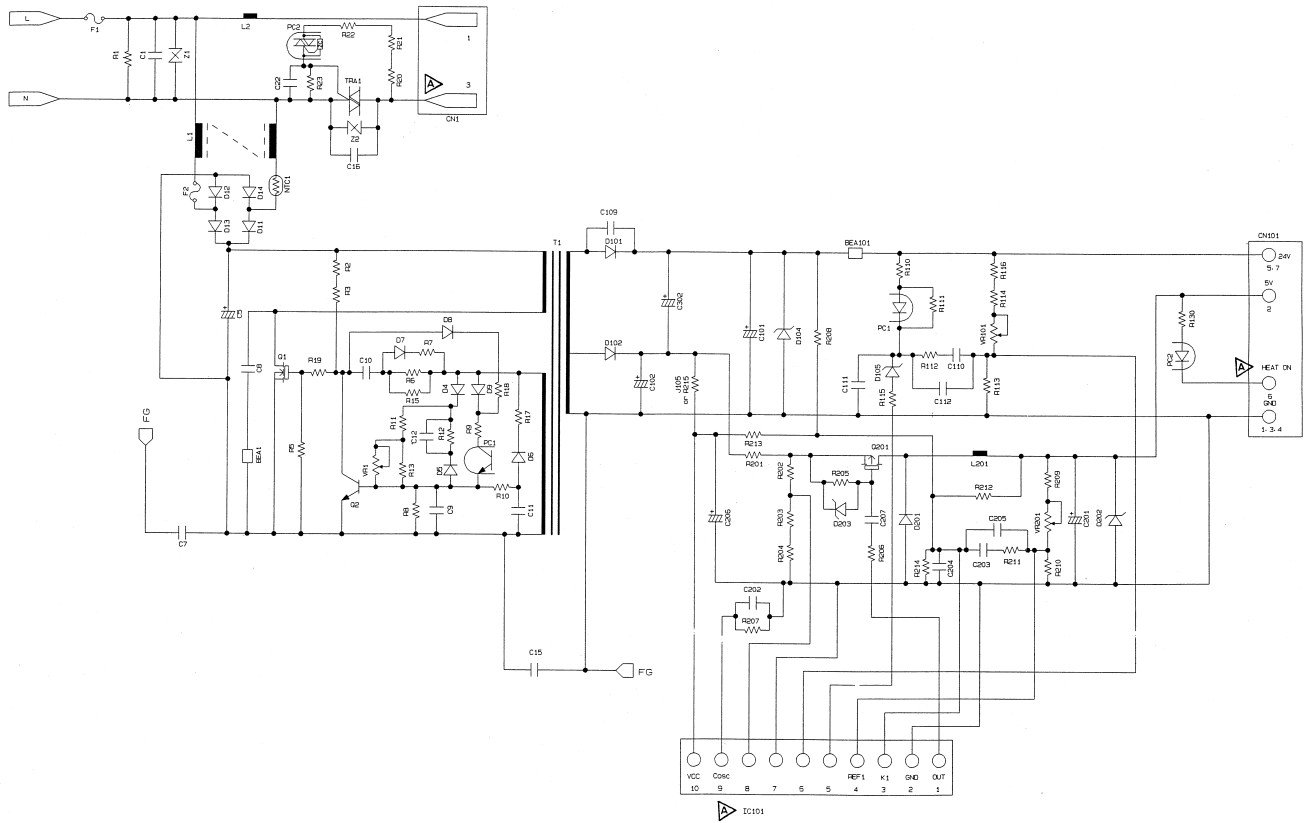 L
F1
L2
PC2
R22
R21
1
R1
C1
Z1
C22
R23
TRA1
R20
A
3
N
CN1
Z2
C16
L1
F2
D12
D14
NTC1
D13
D11
C109
D101
T1
BEA101
CN101
24V
5, 7
5V
2
R2
R3
R110
R111
R116
R114
VR101
PC1
C302
C101
D104
R208
R130
PC2
A
HEAT ON
6
GND
1, 3, 4
D8
D7
R7
Q1
R19
C10
R6
R15
D4
D9
R18
C8
D102
C102
J105
or
R215
C111
D105
R115
R112
C110
C112
R113
R17
R11
C12
R12
R9
PC1
D6
D5
FG
R5
BEA1
VR1
R13
R10
Q2
R8
C9
C11
C7
R213
R201
Q201
L201
R202
R205
D203
R212
R209
C206
R203
C207
D201
C205
VR201
C201
D202
R204
R206
R214
C204
C203
R211
R210
C202
R207
C15
FG
VCC
Cosc
REF1
K1
GND
OUT
10
9
8
7
6
5
4
3
2
1
A
IC101